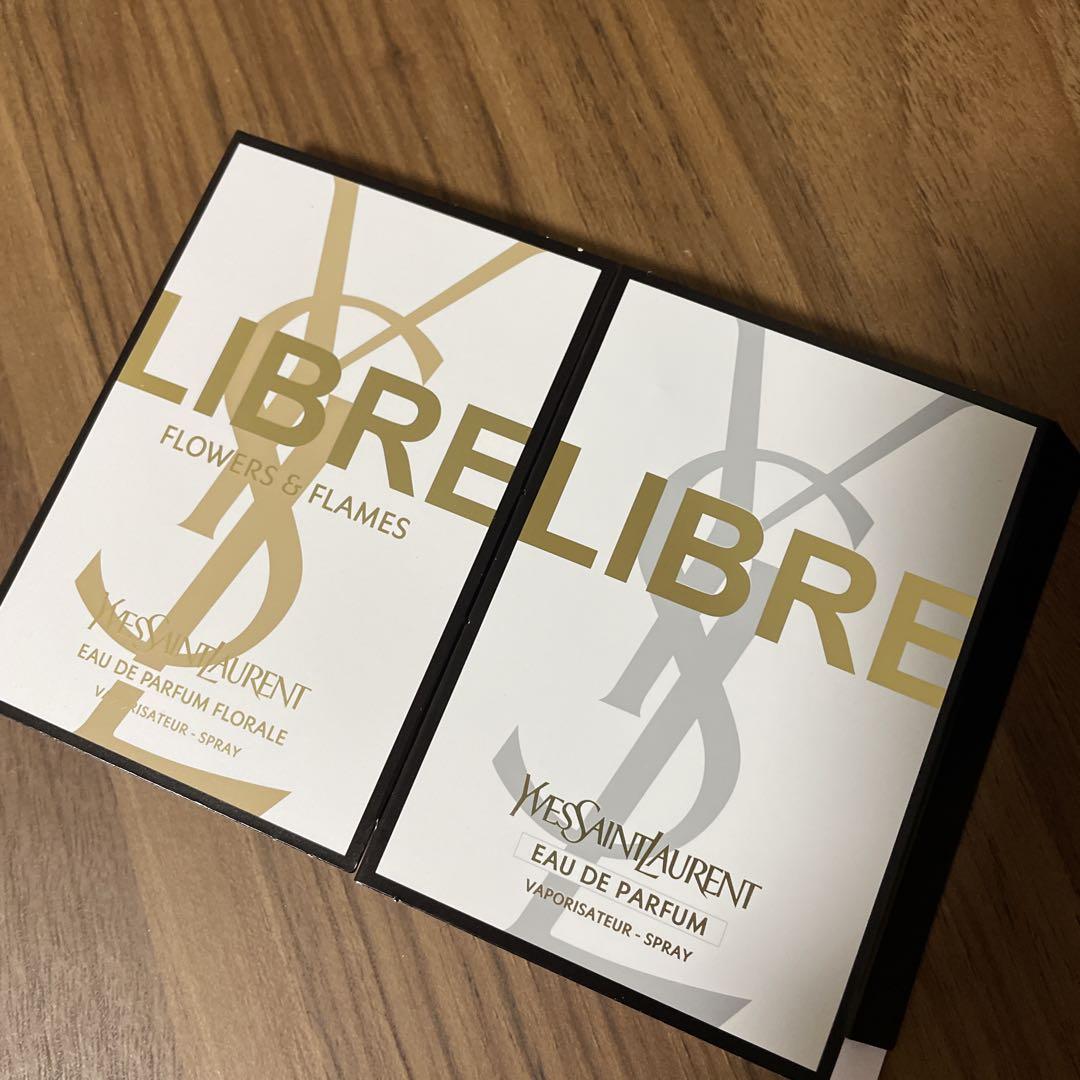 LIBRE
FLOWERS & FLAMES
YVESSAINTLAURENT
EAU DE PARFUM FLORALE
VAPORISATEUR - SPRAY
LIBRE
YVESSAINTLAURENT
EAU DE PARFUM
VAPORISATEUR - SPRAY